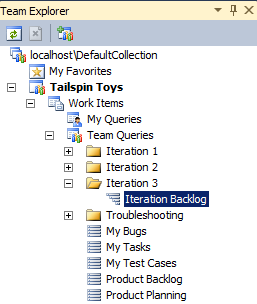 Team Explorer
localhost\DefaultCollection
My Favorites
Tailspin Toys
Work Items
My Queries
Team Queries
Iteration 1
Iteration 2
Iteration 3
Iteration Backlog
Troubleshooting
My Bugs
My Tasks
My Test Cases
Product Backlog
Product Planning